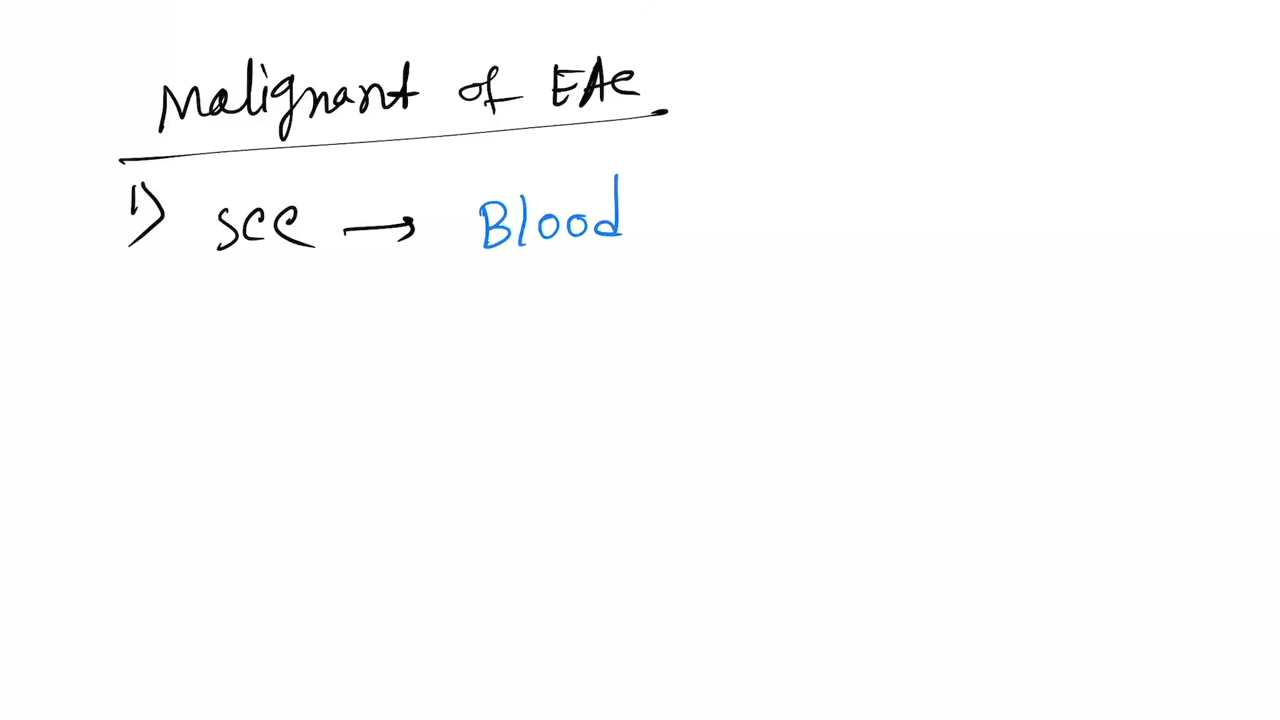 Malignant of EAC
1) SCC → Blood